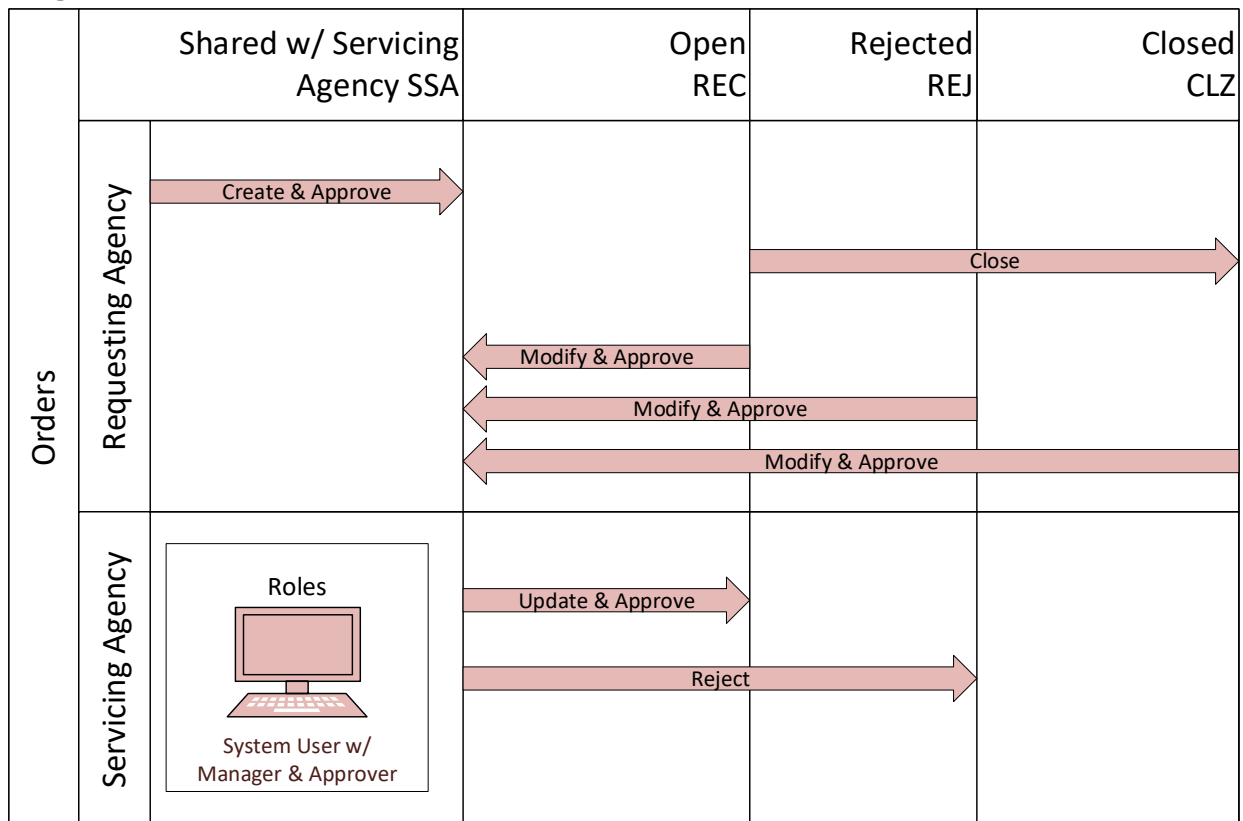 Shared w/ Servicing
Agency SSA
Open
REC
Rejected
REJ
Closed
CLZ
Orders
Requesting Agency
Create & Approve
Close
Modify & Approve
Modify & Approve
Modify & Approve
Servicing Agency
Roles
System User w/
Manager & Approver
Update & Approve
Reject